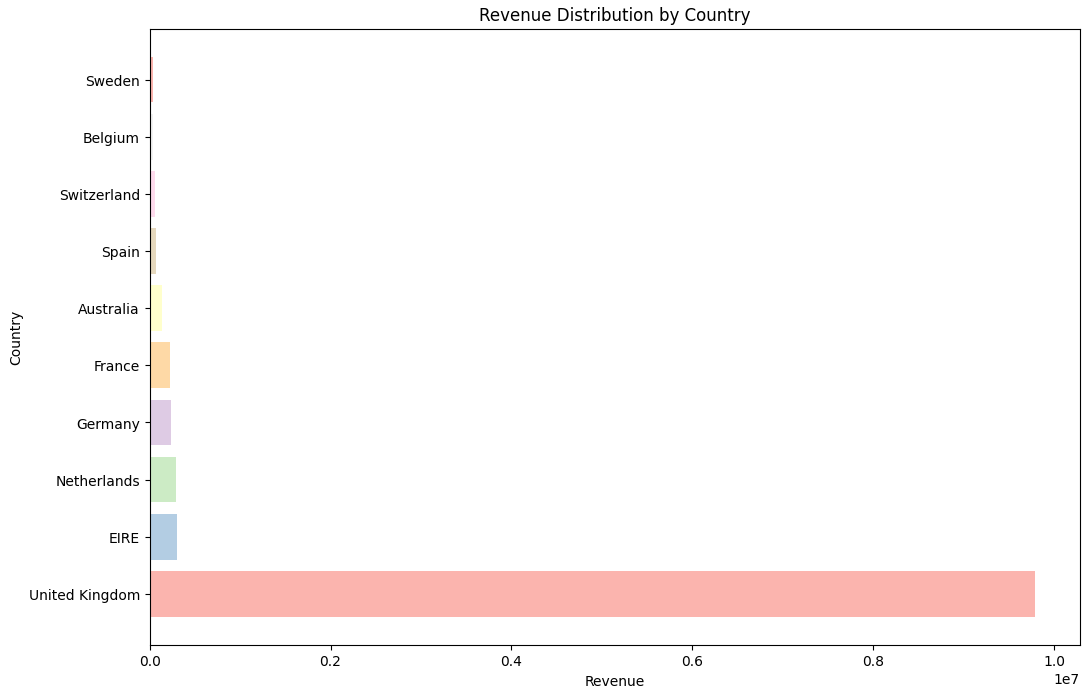 Revenue Distribution by Country
Sweden
Belgium
Switzerland
Spain
Australia
France
Germany
Netherlands
EIRE
United Kingdom
Country
0.0 0.2 0.4 0.6 0.8 1.0
1e7
Revenue